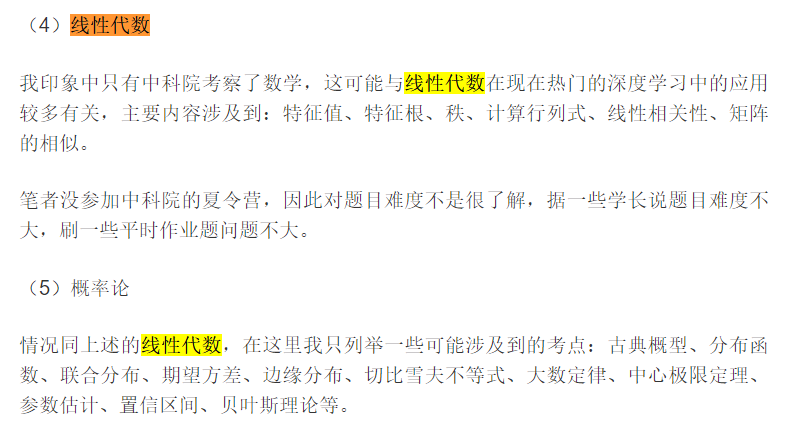 （4）线性代数
我印象中只有中科院考察了数学，这可能与线性代数在现在热门的深度学习中的应用
较多有关，主要内容涉及到：特征值、特征根、秩、计算行列式、线性相关性、矩阵
的相似。
笔者没参加中科院的夏令营，因此对题目难度不是很了解，据一些学长说题目难度不
大，刷一些平时作业题问题不大。
（5）概率论
情况同上述的线性代数，在这里我只列举一些可能涉及到的考点：古典概型、分布函
数、联合分布、期望方差、边缘分布、切比雪夫不等式、大数定律、中心极限定理、
参数估计、置信区间、贝叶斯理论等。